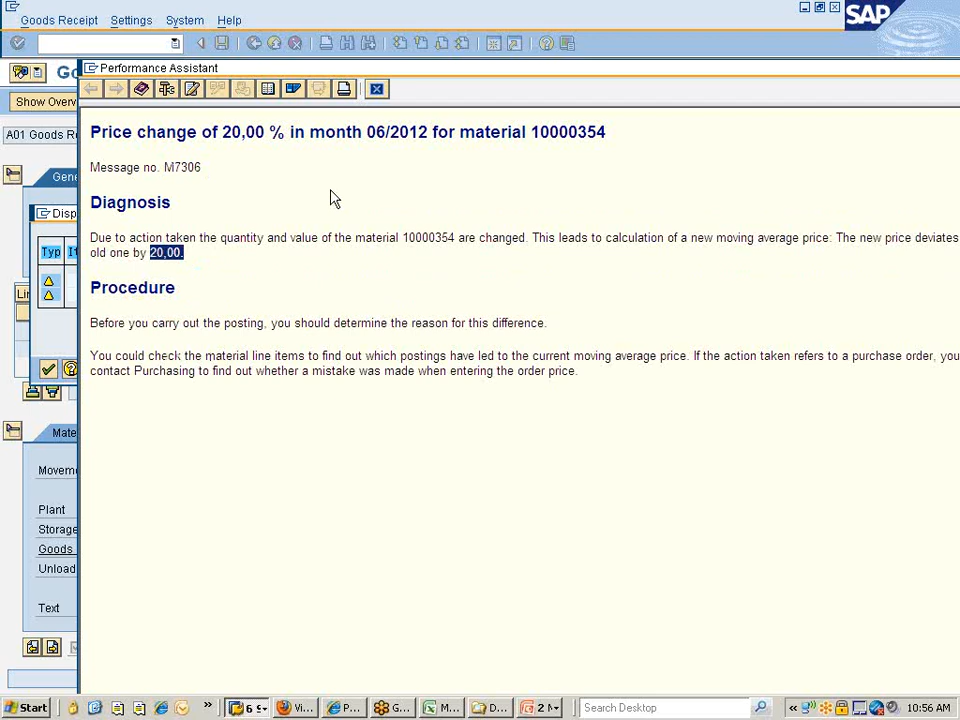 Goods Receipt Settings System Help
SAP
Performance Assistant
Show Overv
A01 Goods Re
Gene
Disp
Typ It
Lin
Price change of 20,00 % in month 06/2012 for material 10000354
Message no. M7306
Diagnosis
Due to action taken the quantity and value of the material 10000354 are changed. This leads to calculation of a new moving average price: The new price deviates
old one by 20,00.
Procedure
Before you carry out the posting, you should determine the reason for this difference.
You could check the material line items to find out which postings have led to the current moving average price. If the action taken refers to a purchase order, you
contact Purchasing to find out whether a mistake was made when entering the order price.
Mate
Movem
Plant
Storage
Goods
Unload
Text
Start 6 S Vi... P... G... M... D... 2 M Search Desktop 10:56 AM